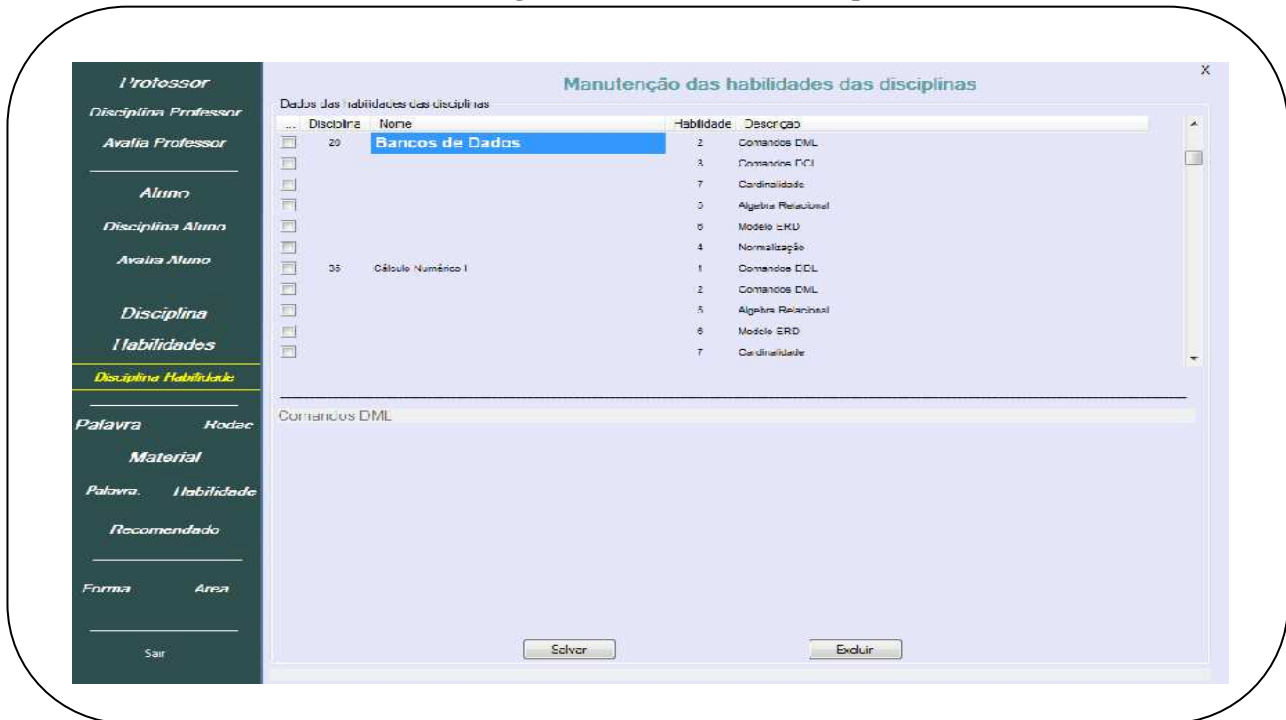 Professor
Disciplina Professor
Avalia Professor
Aluno
Disciplina Aluno
Avalia Aluno
Disciplina
Habilidades
Disciplina Habilidade
Palavra Rodac
Material
Palavra. Habilidade
Recomendado
Forma Area
Sair
X
Manutenção das habilidades das disciplinas
Dados das habilidades das disciplinas
... Disciplina Nome Habilidade Descrição
20 Bancos de Dados 2 Comandos DML
3 Comandos DCL
7 Cardinalidade
5 Algebra Relacional
6 Modelo ERD
4 Normalização
35 Cálculo Numérico I 1 Comandos DDL
2 Comandos DML
5 Algebra Relacional
6 Modelo ERD
7 Cardinalidade
Comandos DML
Salvar Excluir